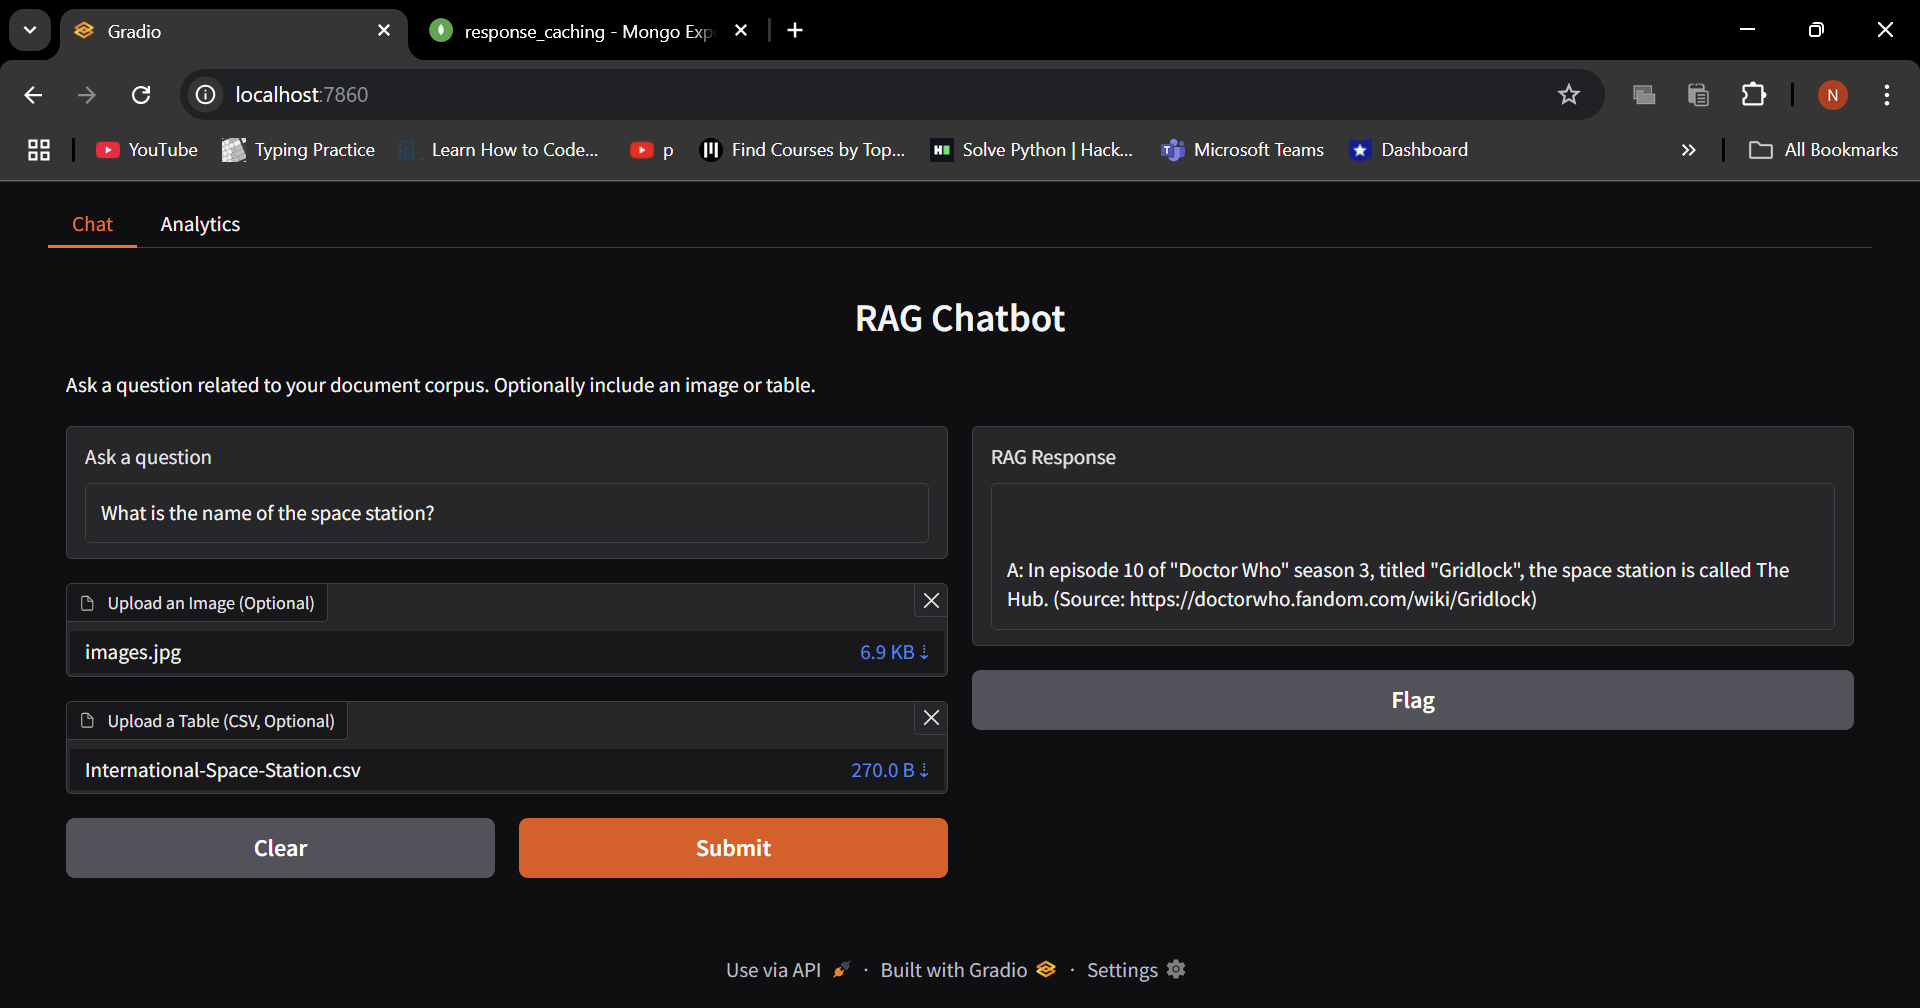 Gradio
response_caching - Mongo Exp
localhost:7860
N
YouTube
Typing Practice
Learn How to Code...
p
Find Courses by Top...
Solve Python | Hack...
Microsoft Teams
Dashboard
All Bookmarks
Chat
Analytics
RAG Chatbot
Ask a question related to your document corpus. Optionally include an image or table.
Ask a question
What is the name of the space station?
Upload an Image (Optional)
images.jpg
6.9 KB ⇣
Upload a Table (CSV, Optional)
International-Space-Station.csv
270.0 B ⇣
Clear
Submit
RAG Response
A: In episode 10 of "Doctor Who" season 3, titled "Gridlock", the space station is called The
Hub. (Source: https://doctorwho.fandom.com/wiki/Gridlock)
Flag
Use via API · Built with Gradio · Settings